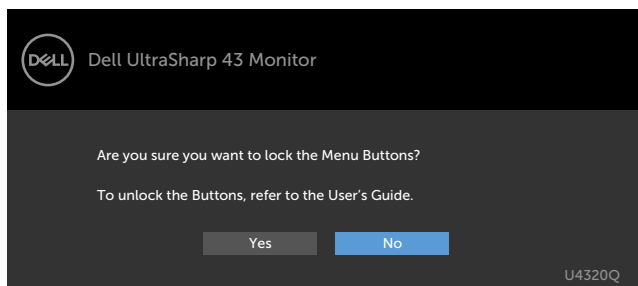 DELL
Dell UltraSharp 43 Monitor
Are you sure you want to lock the Menu Buttons?
To unlock the Buttons, refer to the User's Guide.
Yes No
U4320Q